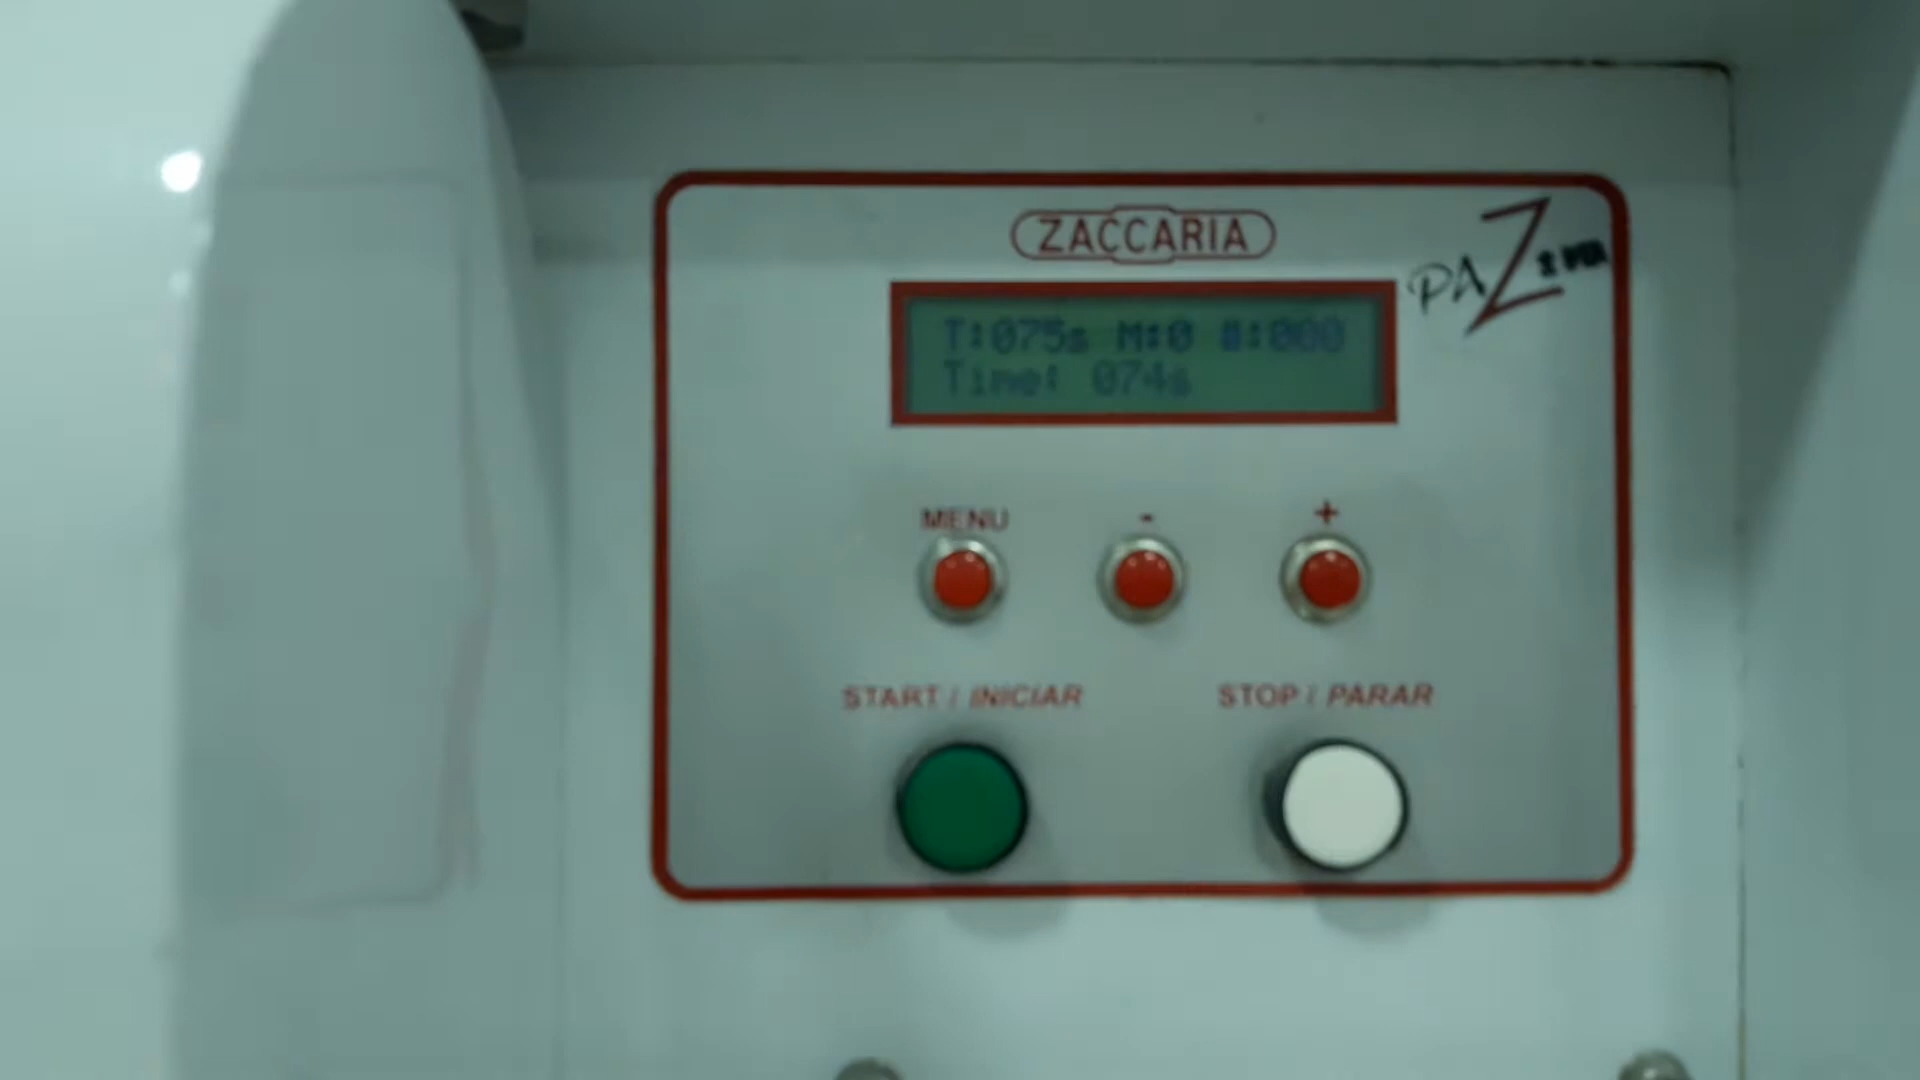 ZACCARIA
PAZ
T:075s M:0 #:000
Time: 074s
MENU - +
START / INICIAR STOP / PARAR